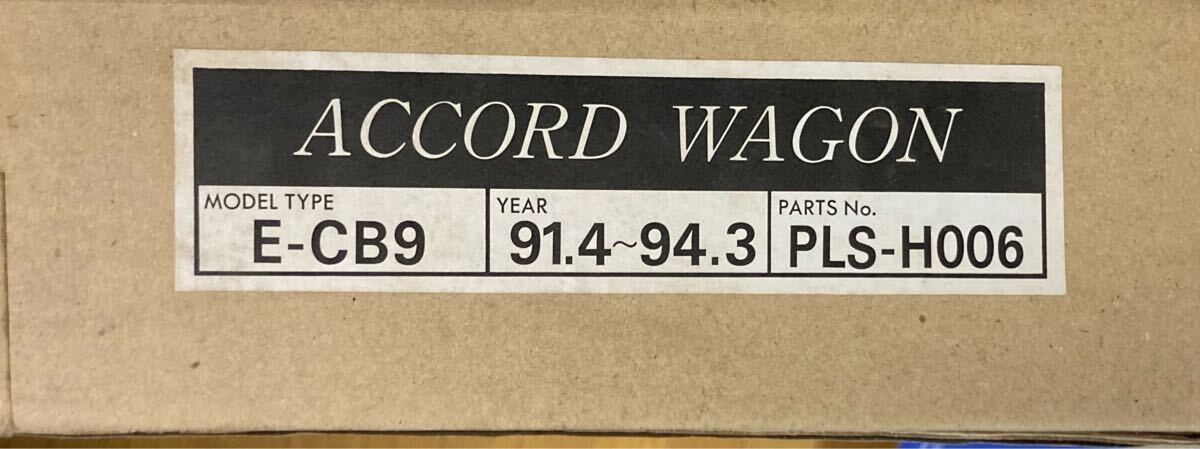 ACCORD WAGON
MODEL TYPE YEAR PARTS No.
E-CB9 91.4~94.3 PLS-H006